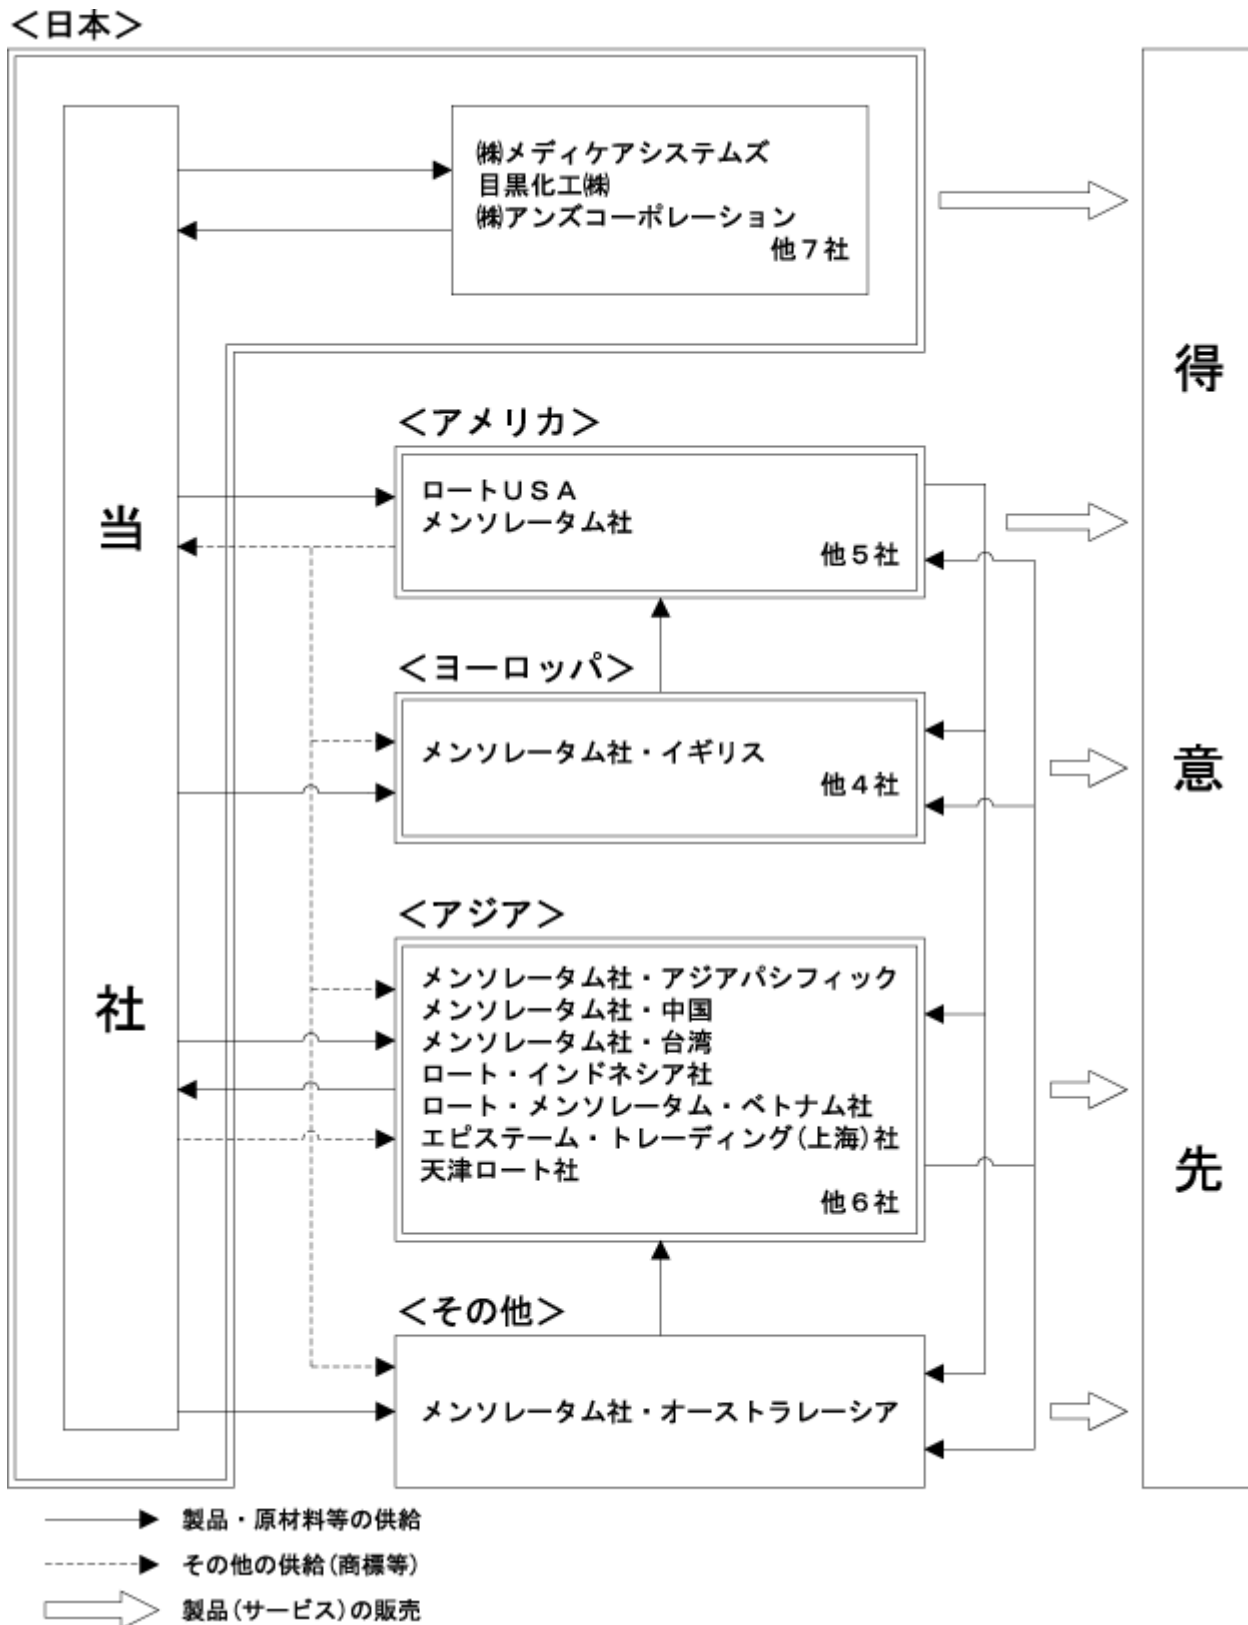 ＜日本＞
㈱メディケアシステムズ
目黒化工㈱
㈱アンズコーポレーション
他７社
当社
得意先
＜アメリカ＞
ロートＵＳＡ
メンソレータム社
他５社
＜ヨーロッパ＞
メンソレータム社・イギリス
他４社
＜アジア＞
メンソレータム社・アジアパシフィック
メンソレータム社・中国
メンソレータム社・台湾
ロート・インドネシア社
ロート・メンソレータム・ベトナム社
エピステーム・トレーディング(上海)社
天津ロート社
他６社
＜その他＞
メンソレータム社・オーストラレーシア
製品・原材料等の供給
その他の供給(商標等)
製品(サービス)の販売